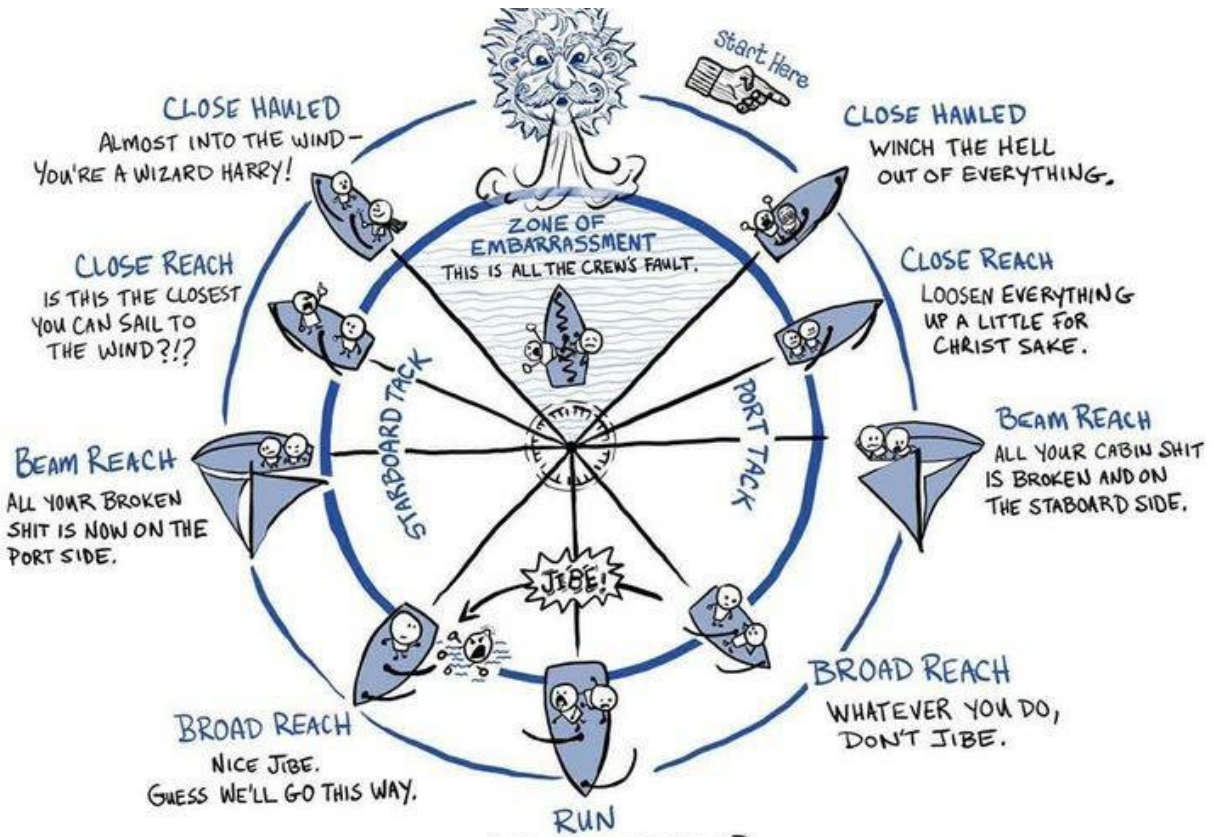 Start Here
CLOSE HAULED
WINCH THE HELL
OUT OF EVERYTHING.
CLOSE REACH
LOOSEN EVERYTHING
UP A LITTLE FOR
CHRIST SAKE.
BEAM REACH
ALL YOUR CABIN SHIT
IS BROKEN AND ON
THE STABOARD SIDE.
BROAD REACH
WHATEVER YOU DO,
DON'T JIBE.
RUN
BROAD REACH
NICE JIBE.
GUESS WE'LL GO THIS WAY.
BEAM REACH
ALL YOUR BROKEN
SHIT IS NOW ON THE
PORT SIDE.
CLOSE REACH
IS THIS THE CLOSEST
YOU CAN SAIL TO
THE WIND?!?
CLOSE HAULED
ALMOST INTO THE WIND–
YOU'RE A WIZARD HARRY!
ZONE OF
EMBARRASSMENT
THIS IS ALL THE CREW'S FAULT.
STARBOARD TACK
PORT TACK
JIBE!